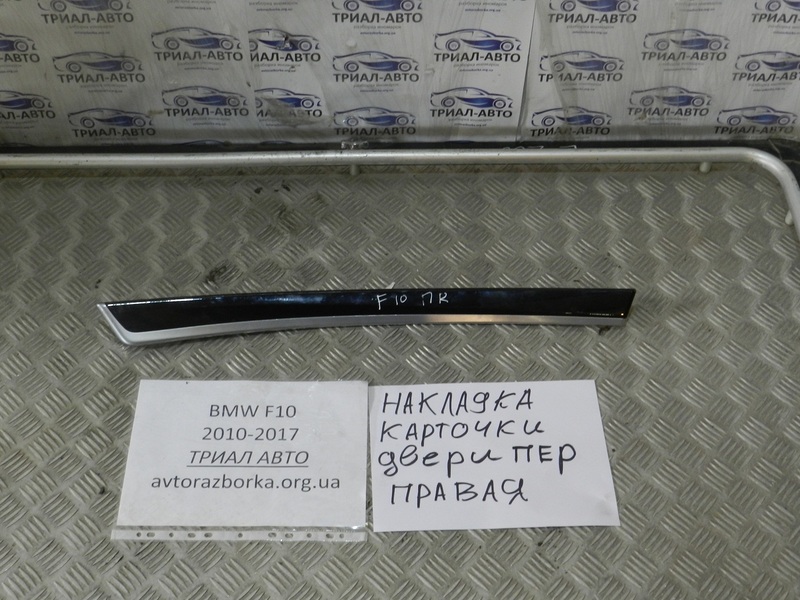 ТРИАЛ-АВТО
F10 ПК
BMW F10
2010-2017
ТРИАЛ АВТО
avtorazborka.org.ua
НАКЛАДКА
КАРТОЧКИ
двери ПЕР
ПРАВАЯ